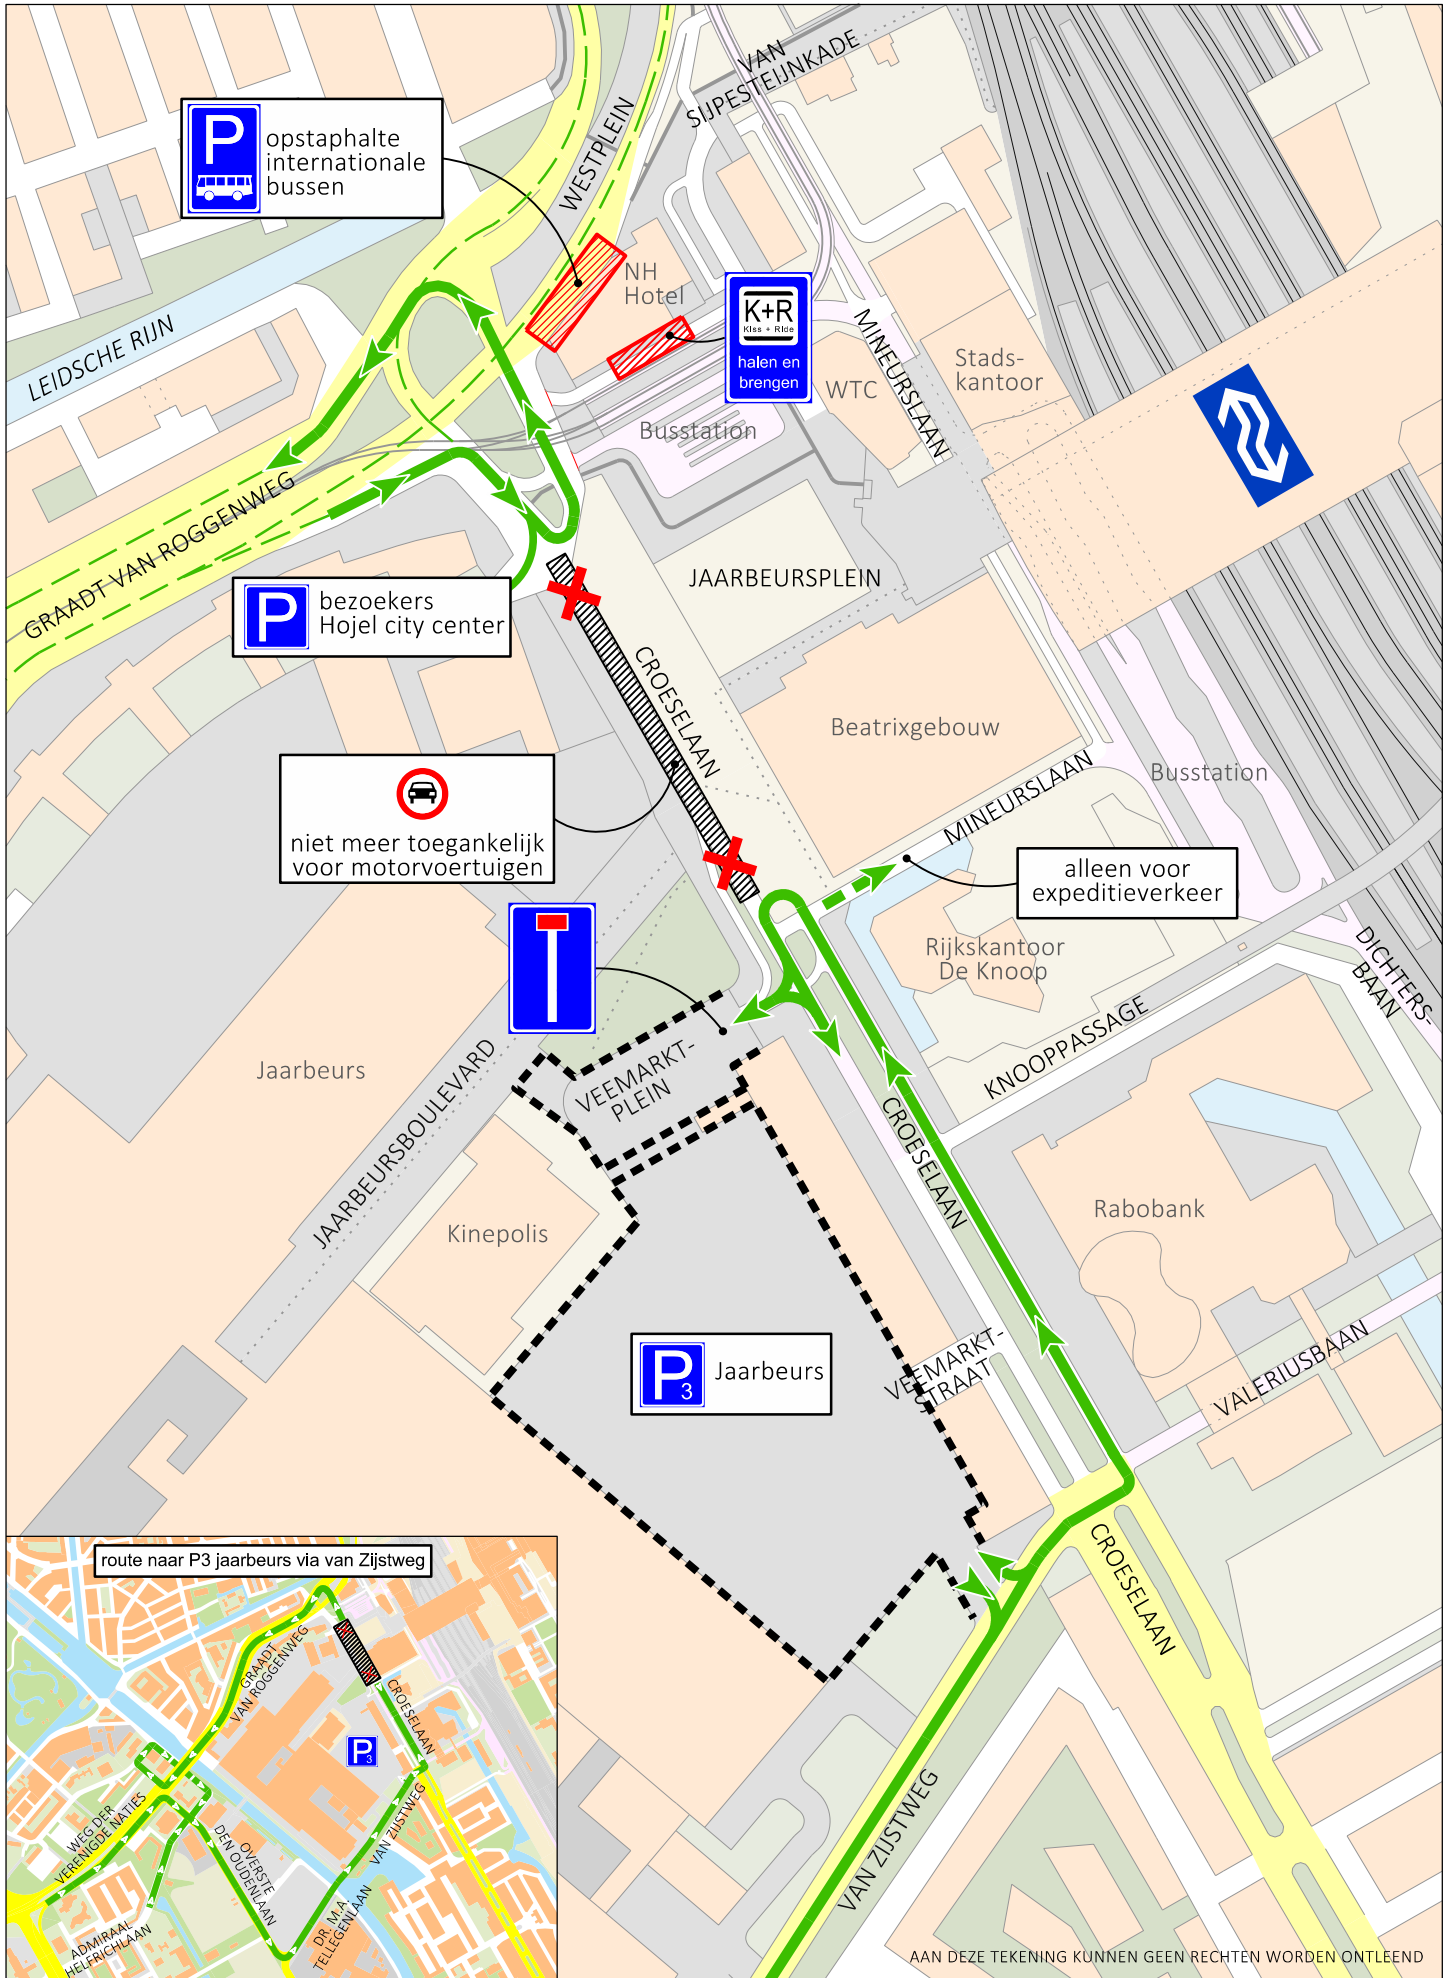 VAN
SIJPESTEIJNKADE
WESTPLEIN
P
opstaphalte
internationale
bussen
NH
Hotel
K+R
Kiss + Ride
halen en
brengen
LEIDSCHE RIJN
MINEURSLAAN
Stads-
kantoor
WTC
Busstation
GRAADT VAN ROGGENWEG
JAARBEURSPLEIN
P
bezoekers
Hojel city center
CROESELAAN
Beatrixgebouw
MINEURSLAAN
Busstation
niet meer toegankelijk
voor motorvoertuigen
alleen voor
expeditieverkeer
Rijkskantoor
De Knoop
DICHTERS-
BAAN
KNOOPPASSAGE
Jaarbeurs
JAARBEURSBOULEVARD
VEEMARKT-
PLEIN
CROESELAAN
Rabobank
Kinepolis
VEEMARKT-
STRAAT
VALERIUSBAAN
P3
Jaarbeurs
CROESELAAN
VAN ZIJSTWEG
route naar P3 jaarbeurs via van Zijstweg
GRAADT
VAN ROGGENWEG
CROESELAAN
P3
WEG DER
VERENIGDE NATIES
OVERSTE
DEN OUDENLAAN
VAN ZIJSTWEG
DR. M.A.
TELLEGENLAAN
ADMIRAAL
HELFRICHLAAN
AAN DEZE TEKENING KUNNEN GEEN RECHTEN WORDEN ONTLEEND